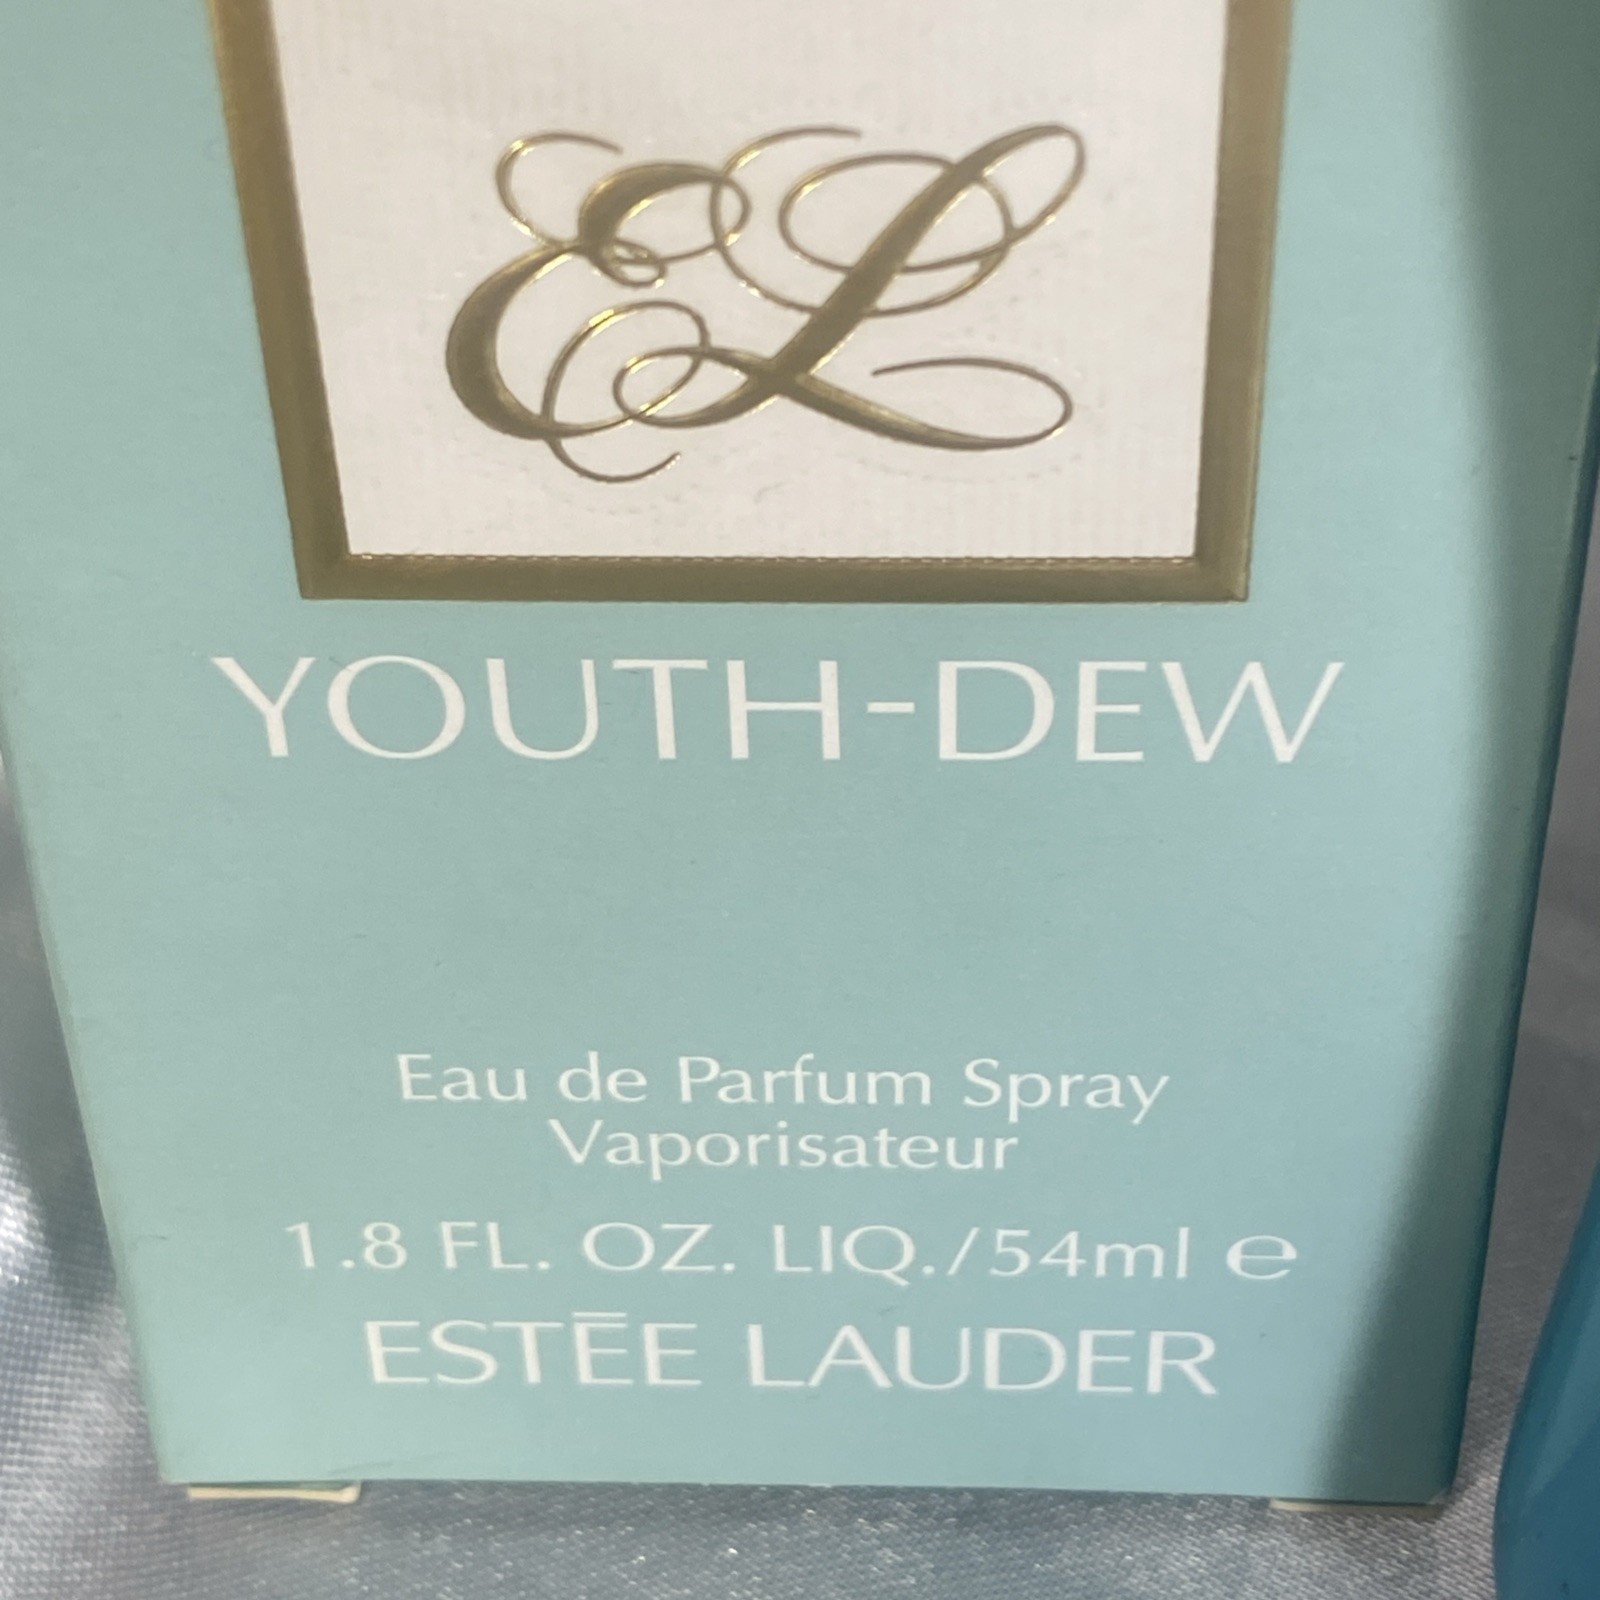 EL
YOUTH-DEW
Eau de Parfum Spray
Vaporisateur
1.8 FL. OZ. LIQ./54ml ℮
ESTĒE LAUDER